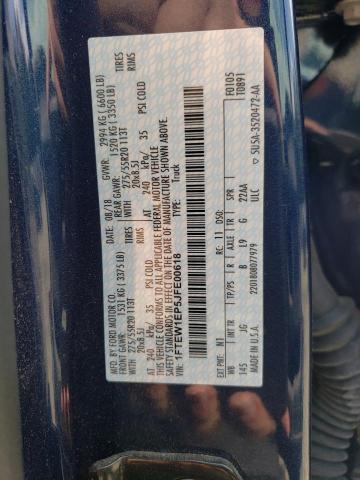 MFD. BY FORD MOTOR CO.
DATE: 08/18 GVWR: 2994 KG ( 6600 LB)
FRONT GAWR: 1531 KG ( 3375 LB) REAR GAWR: 1520 KG ( 3350 LB)
275/55R20 113T TIRES 275/55R20 113T TIRES
20x8.5J RIMS 20x8.5J RIMS
AT 240 kPa/ 35 PSI COLD AT 240 kPa/ 35 PSI COLD
THIS VEHICLE CONFORMS TO ALL APPLICABLE FEDERAL MOTOR VEHICLE
SAFETY STANDARDS IN EFFECT ON THE DATE OF MANUFACTURE SHOWN ABOVE.
VIN: 1FTEW1EP5JFE00618
TYPE: Truck
F0105
T0891
EXT PNT: N1 RC: 11 DSO:
WB INT TR TP/PS R AXLE TR SPR
145 JG B L9 G 22AA
2201808077979 ULC
MADE IN U.S.A. SU5A-3520472-AA